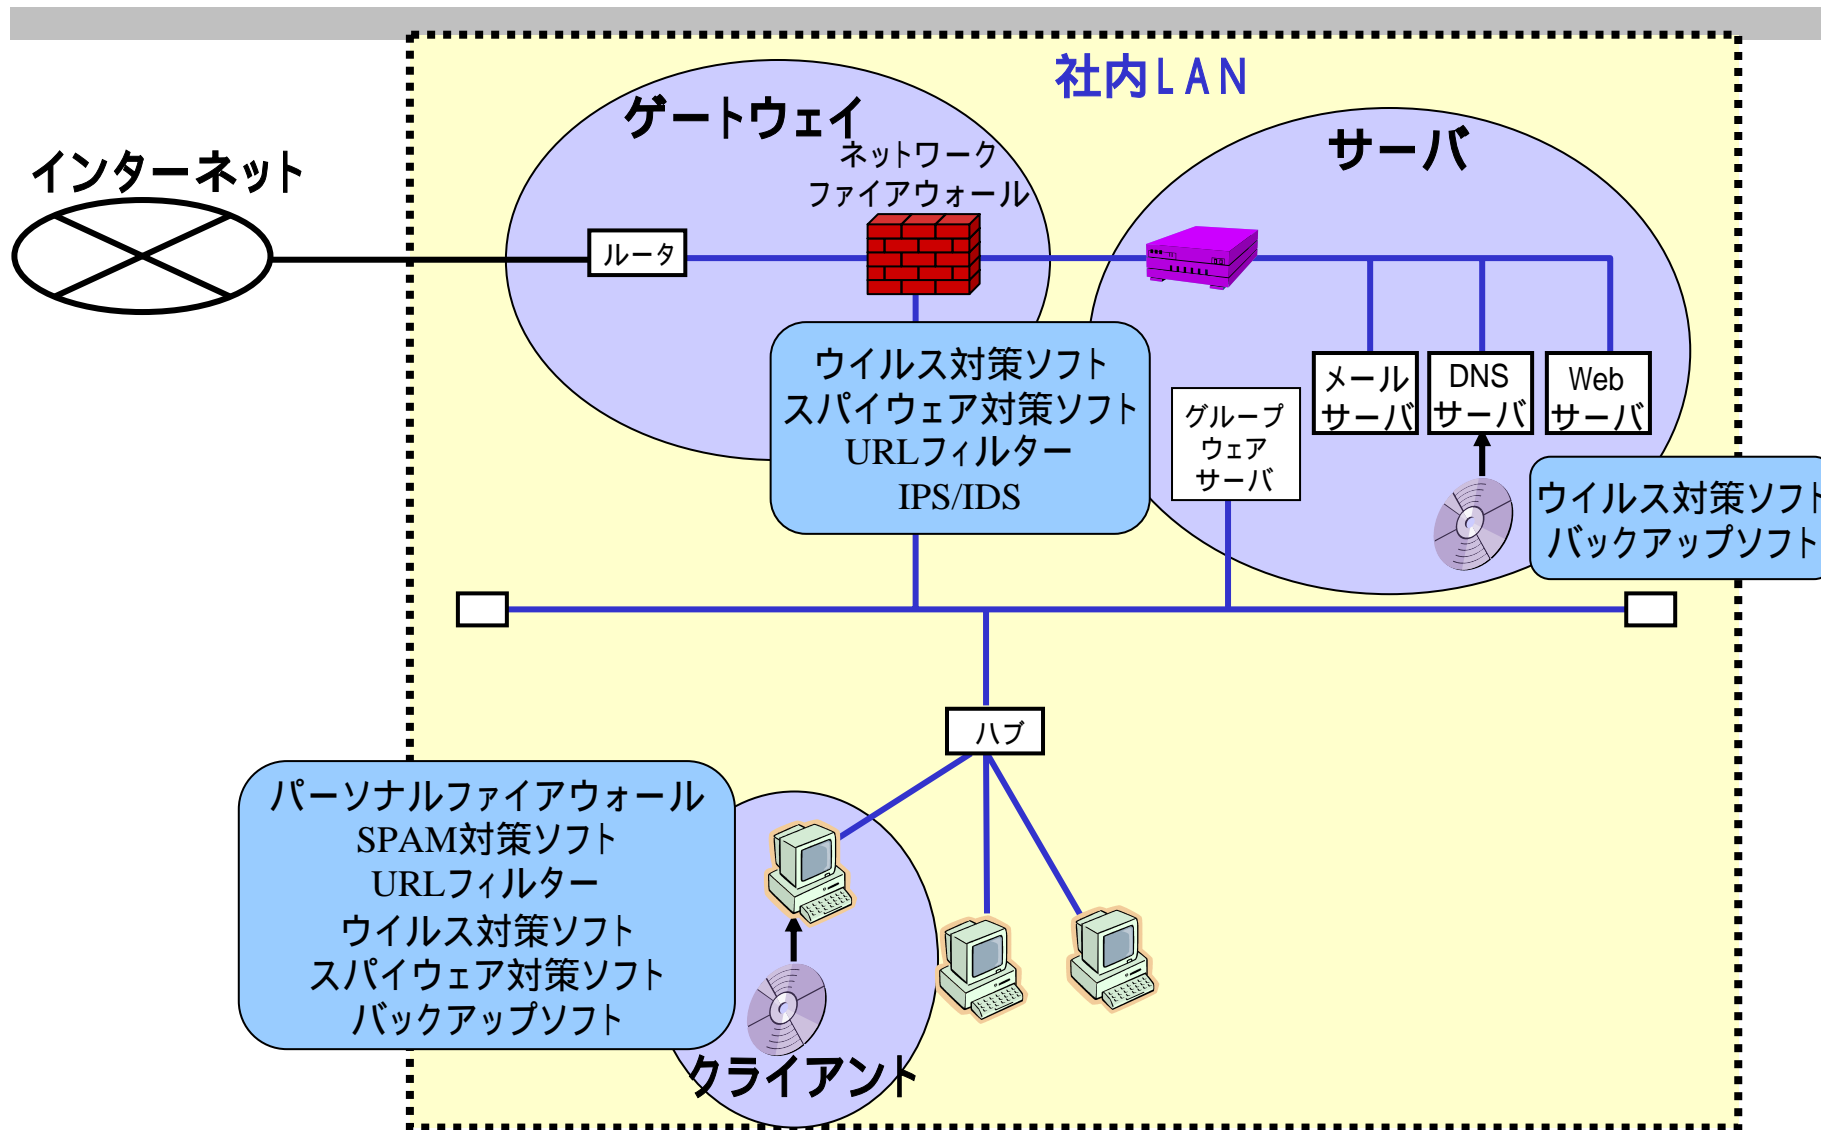 社内LAN
ゲートウェイ
サーバ
インターネット
ネットワーク
ファイアウォール
ルータ
ウイルス対策ソフト
スパイウェア対策ソフト
URLフィルター
IPS/IDS
グループ
ウェア
サーバ
メール
サーバ
DNS
サーバ
Web
サーバ
ウイルス対策ソフト
バックアップソフト
ハブ
パーソナルファイアウォール
SPAM対策ソフト
URLフィルター
ウイルス対策ソフト
スパイウェア対策ソフト
バックアップソフト
クライアント